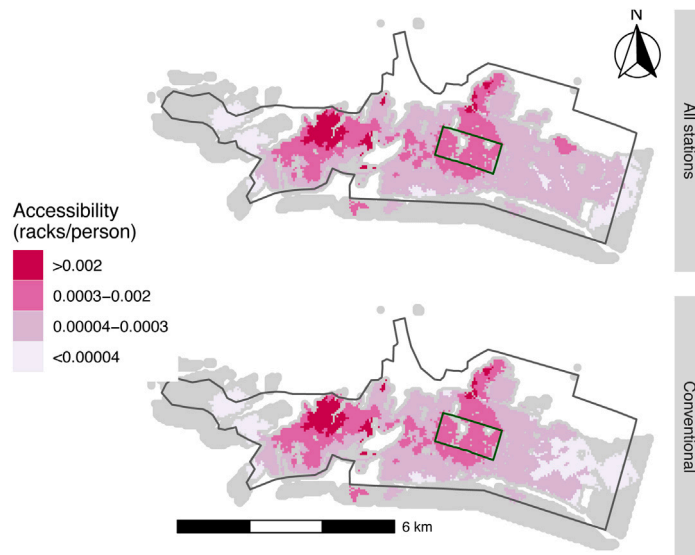 N
All stations
Accessibility
(racks/person)
>0.002
0.0003−0.002
0.00004−0.0003
<0.00004
Conventional
6 km